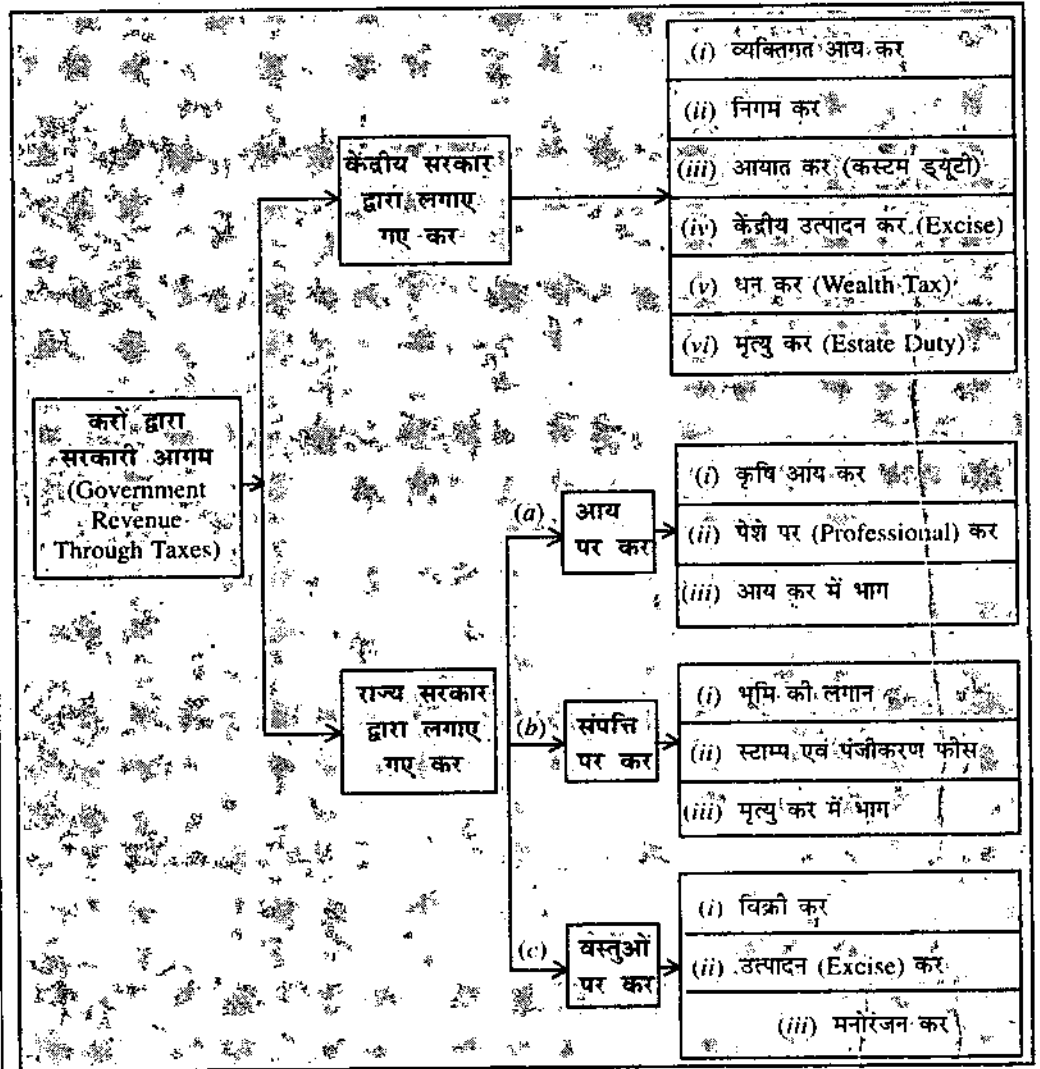 (i) व्यक्तिगत आय कर
(ii) निगम कर
(iii) आयात कर (कस्टम ड्यूटी)
(iv) केंद्रीय उत्पादन कर (Excise)
(v) धन कर (Wealth Tax)
(vi) मृत्यु कर (Estate Duty)
केंद्रीय सरकार
द्वारा लगाए
गए कर
करों द्वारा
सरकारी आगम
(Government
Revenue
Through Taxes)
राज्य सरकार
द्वारा लगाए
गए कर
(a)
आय
पर कर
(i) कृषि आय कर
(ii) पेशे पर (Professional) कर
(iii) आय कर में भाग
(b)
संपत्ति
पर कर
(i) भूमि की लगान
(ii) स्टाम्प एवं पंजीकरण फीस
(iii) मृत्यु कर में भाग
(c)
वस्तुओं
पर कर
(i) विक्री कर
(ii) उत्पादन (Excise) कर
(iii) मनोरंजन कर